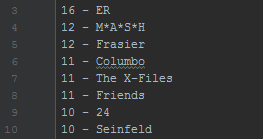 3 16 - ER
4 12 - M*A*S*H
5 12 - Frasier
6 11 - Columbo
7 11 - The X-Files
8 11 - Friends
9 10 - 24
10 10 - Seinfeld